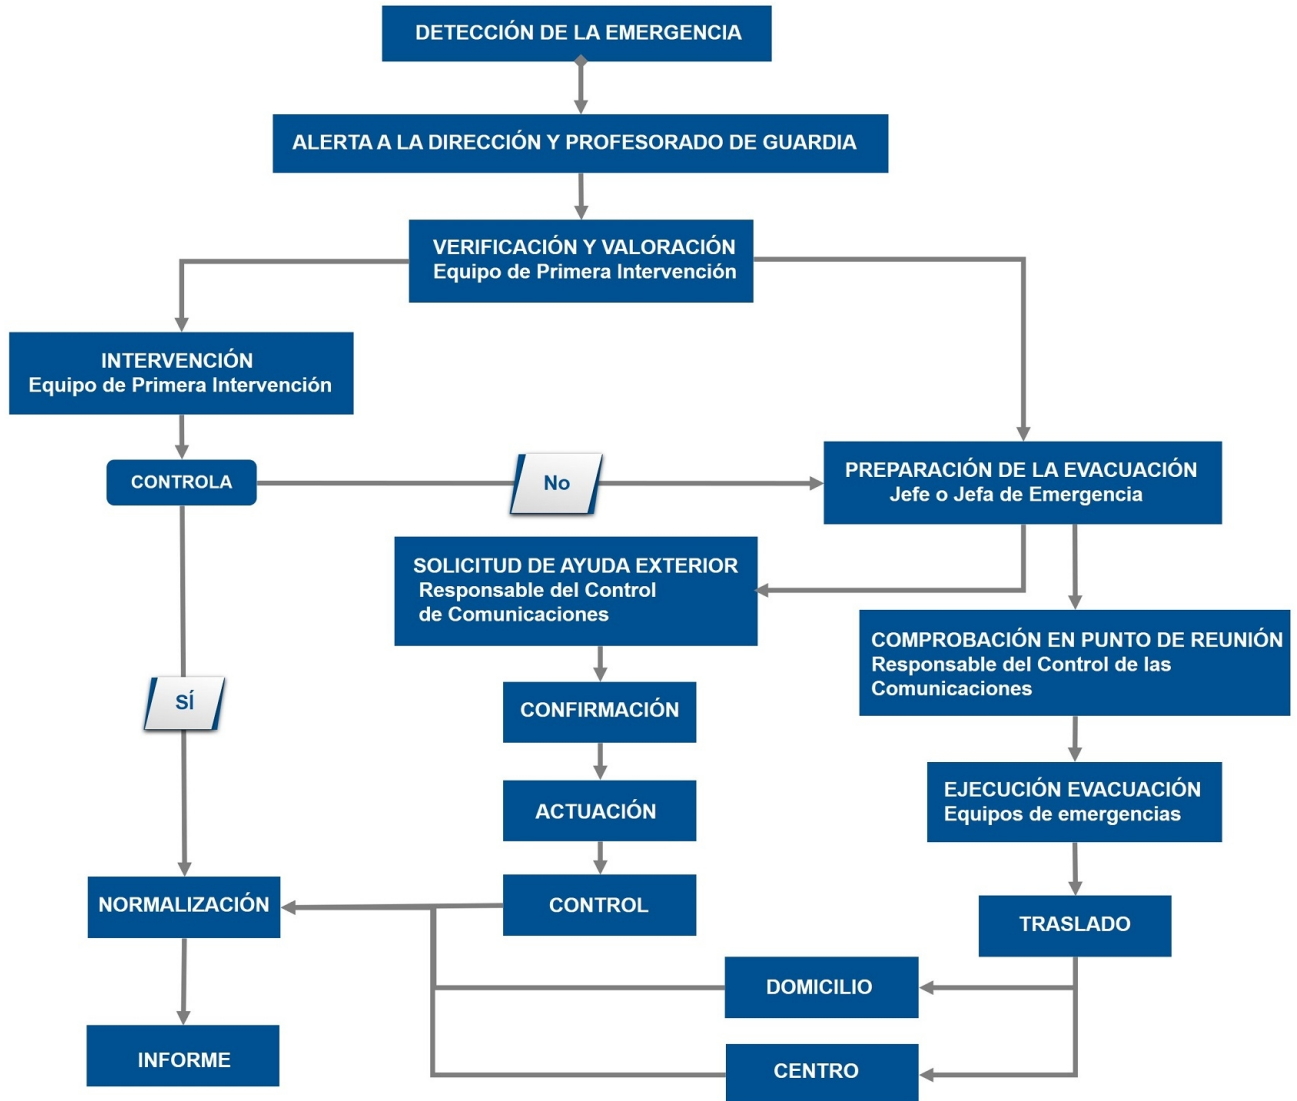 DETECCIÓN DE LA EMERGENCIA
ALERTA A LA DIRECCIÓN Y PROFESORADO DE GUARDIA
VERIFICACIÓN Y VALORACIÓN
Equipo de Primera Intervención
INTERVENCIÓN
Equipo de Primera Intervención
CONTROLA
No
PREPARACIÓN DE LA EVACUACIÓN
Jefe o Jefa de Emergencia
SOLICITUD DE AYUDA EXTERIOR
Responsable del Control
de Comunicaciones
COMPROBACIÓN EN PUNTO DE REUNIÓN
Responsable del Control de las
Comunicaciones
SÍ
CONFIRMACIÓN
EJECUCIÓN EVACUACIÓN
Equipos de emergencias
ACTUACIÓN
NORMALIZACIÓN
CONTROL
TRASLADO
DOMICILIO
INFORME
CENTRO